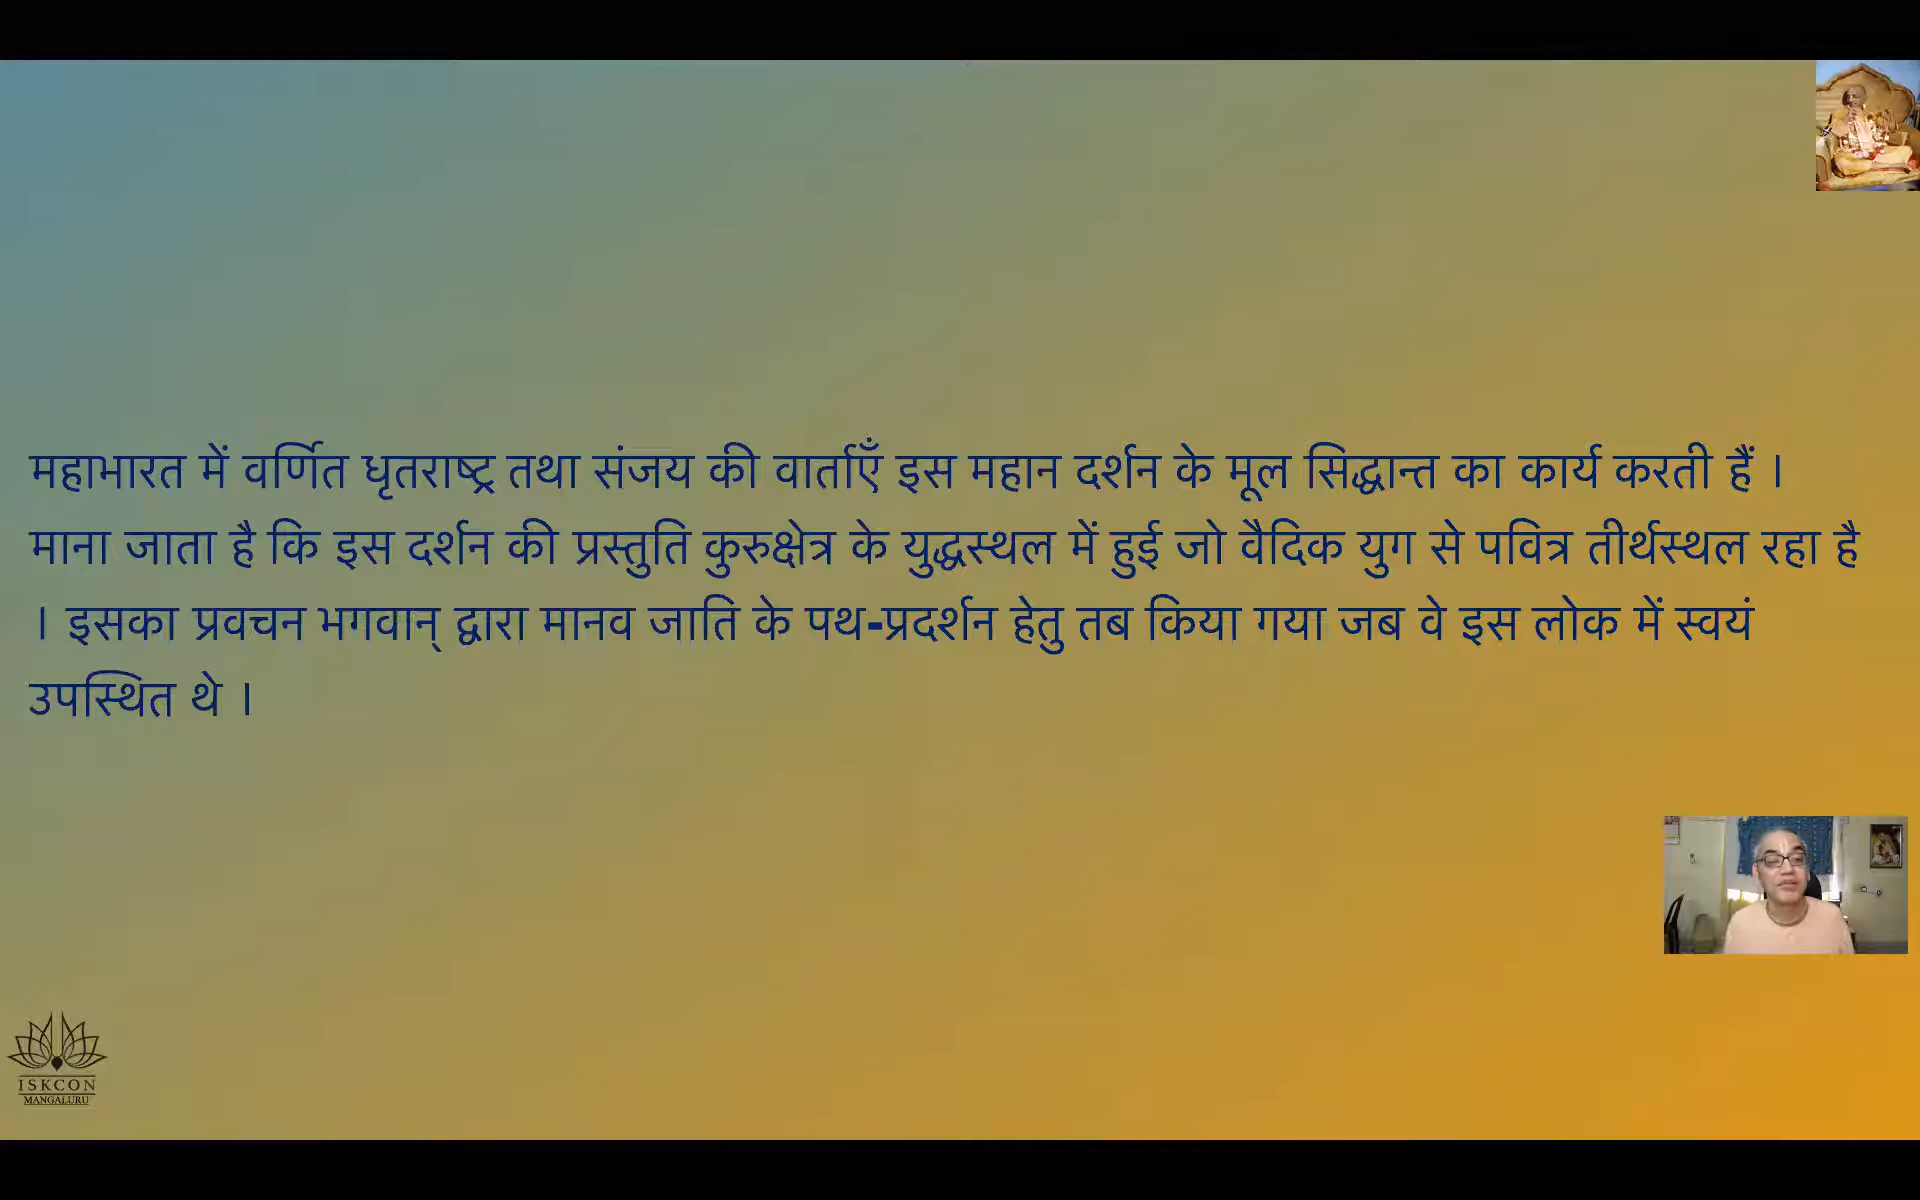 महाभारत में वर्णित धृतराष्ट्र तथा संजय की वार्ताएँ इस महान दर्शन के मूल सिद्धान्त का कार्य करती हैं ।
माना जाता है कि इस दर्शन की प्रस्तुति कुरुक्षेत्र के युद्धस्थल में हुई जो वैदिक युग से पवित्र तीर्थस्थल रहा है
। इसका प्रवचन भगवान् द्वारा मानव जाति के पथ-प्रदर्शन हेतु तब किया गया जब वे इस लोक में स्वयं
उपस्थित थे ।
ISKCON
MANGALURU